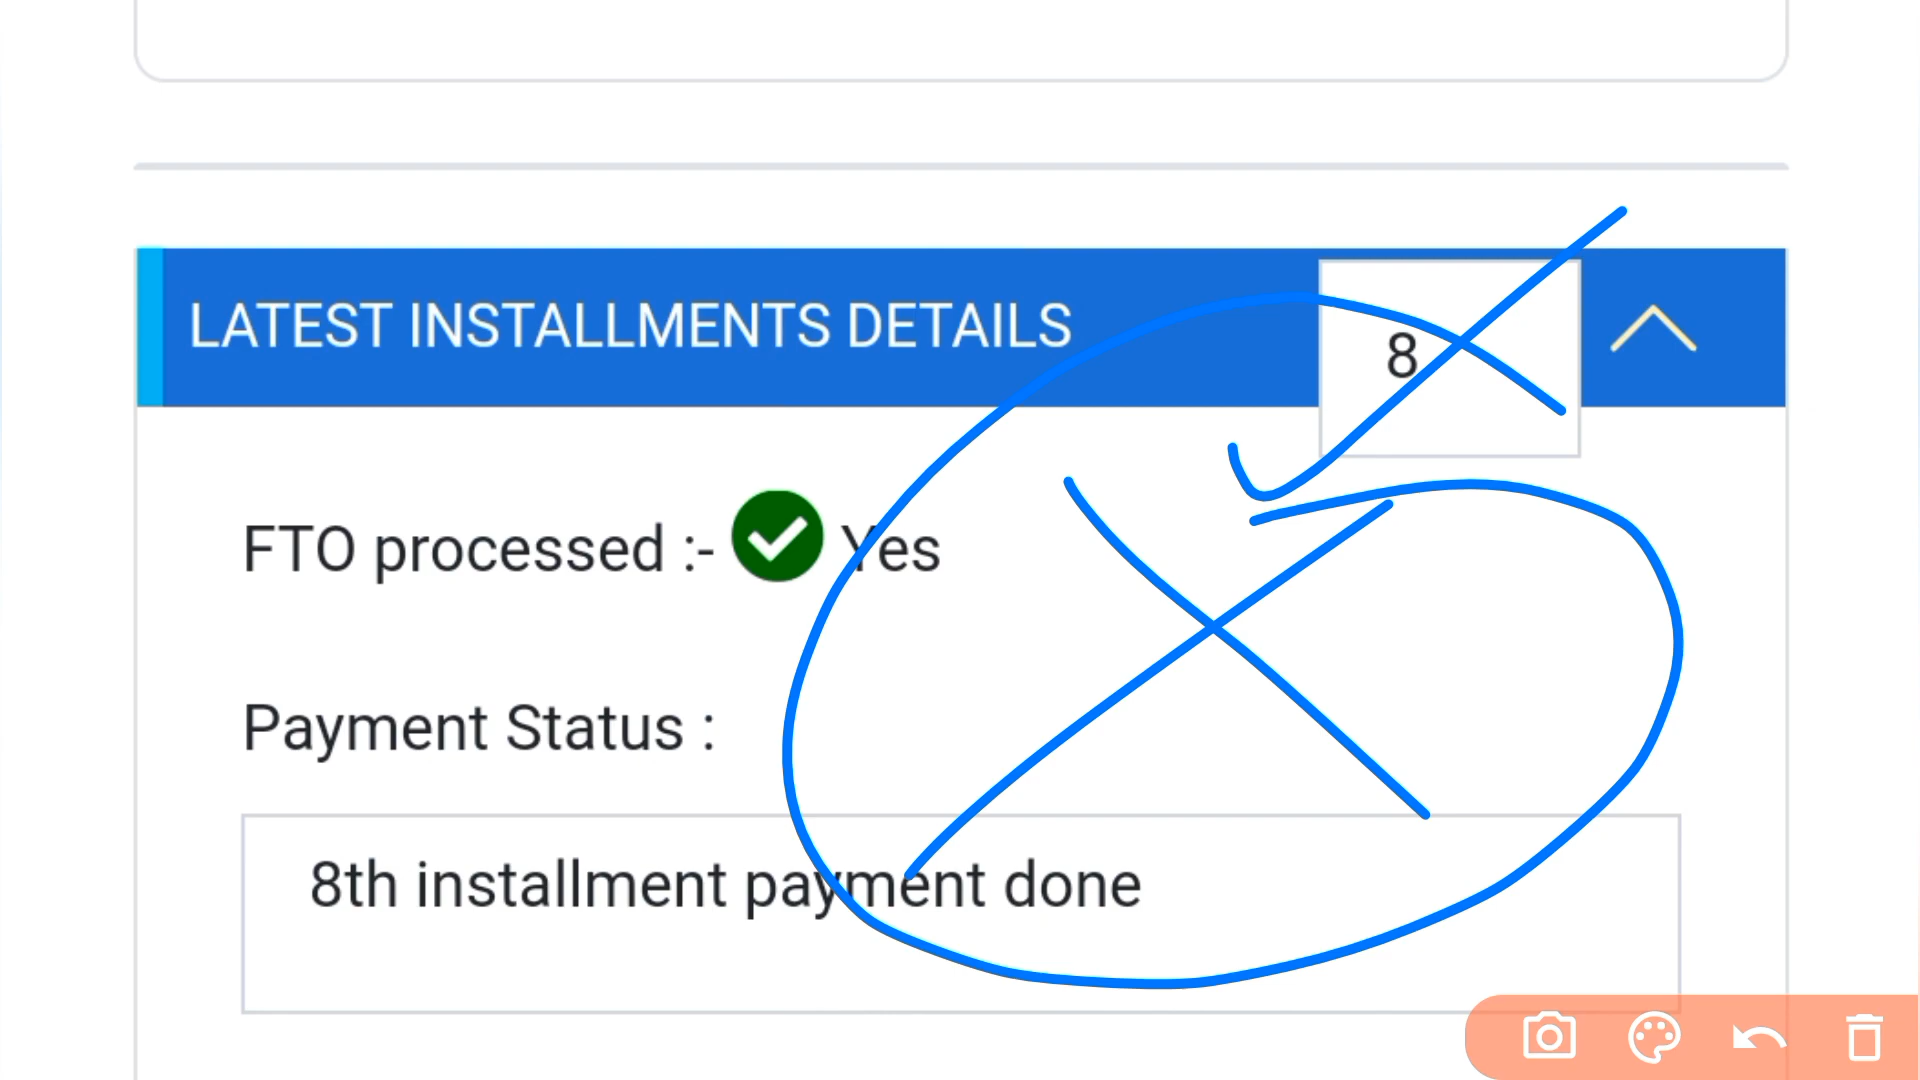 LATEST INSTALLMENTS DETAILS
8
FTO processed :- Yes
Payment Status :
8th installment payment done